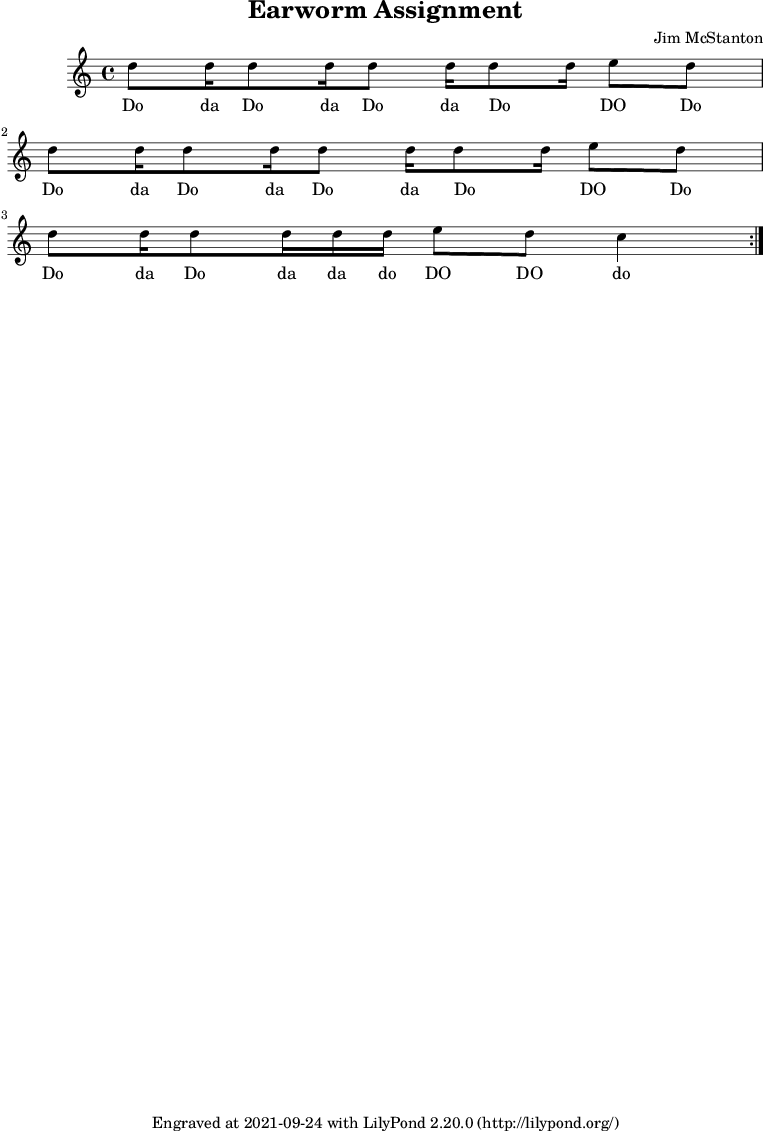 Earworm Assignment
Jim McStanton
Do da Do da Do da Do DO Do
2
Do da Do da Do da Do DO Do
3
Do da Do da da do DO DO do
Engraved at 2021-09-24 with LilyPond 2.20.0 (http://lilypond.org/)